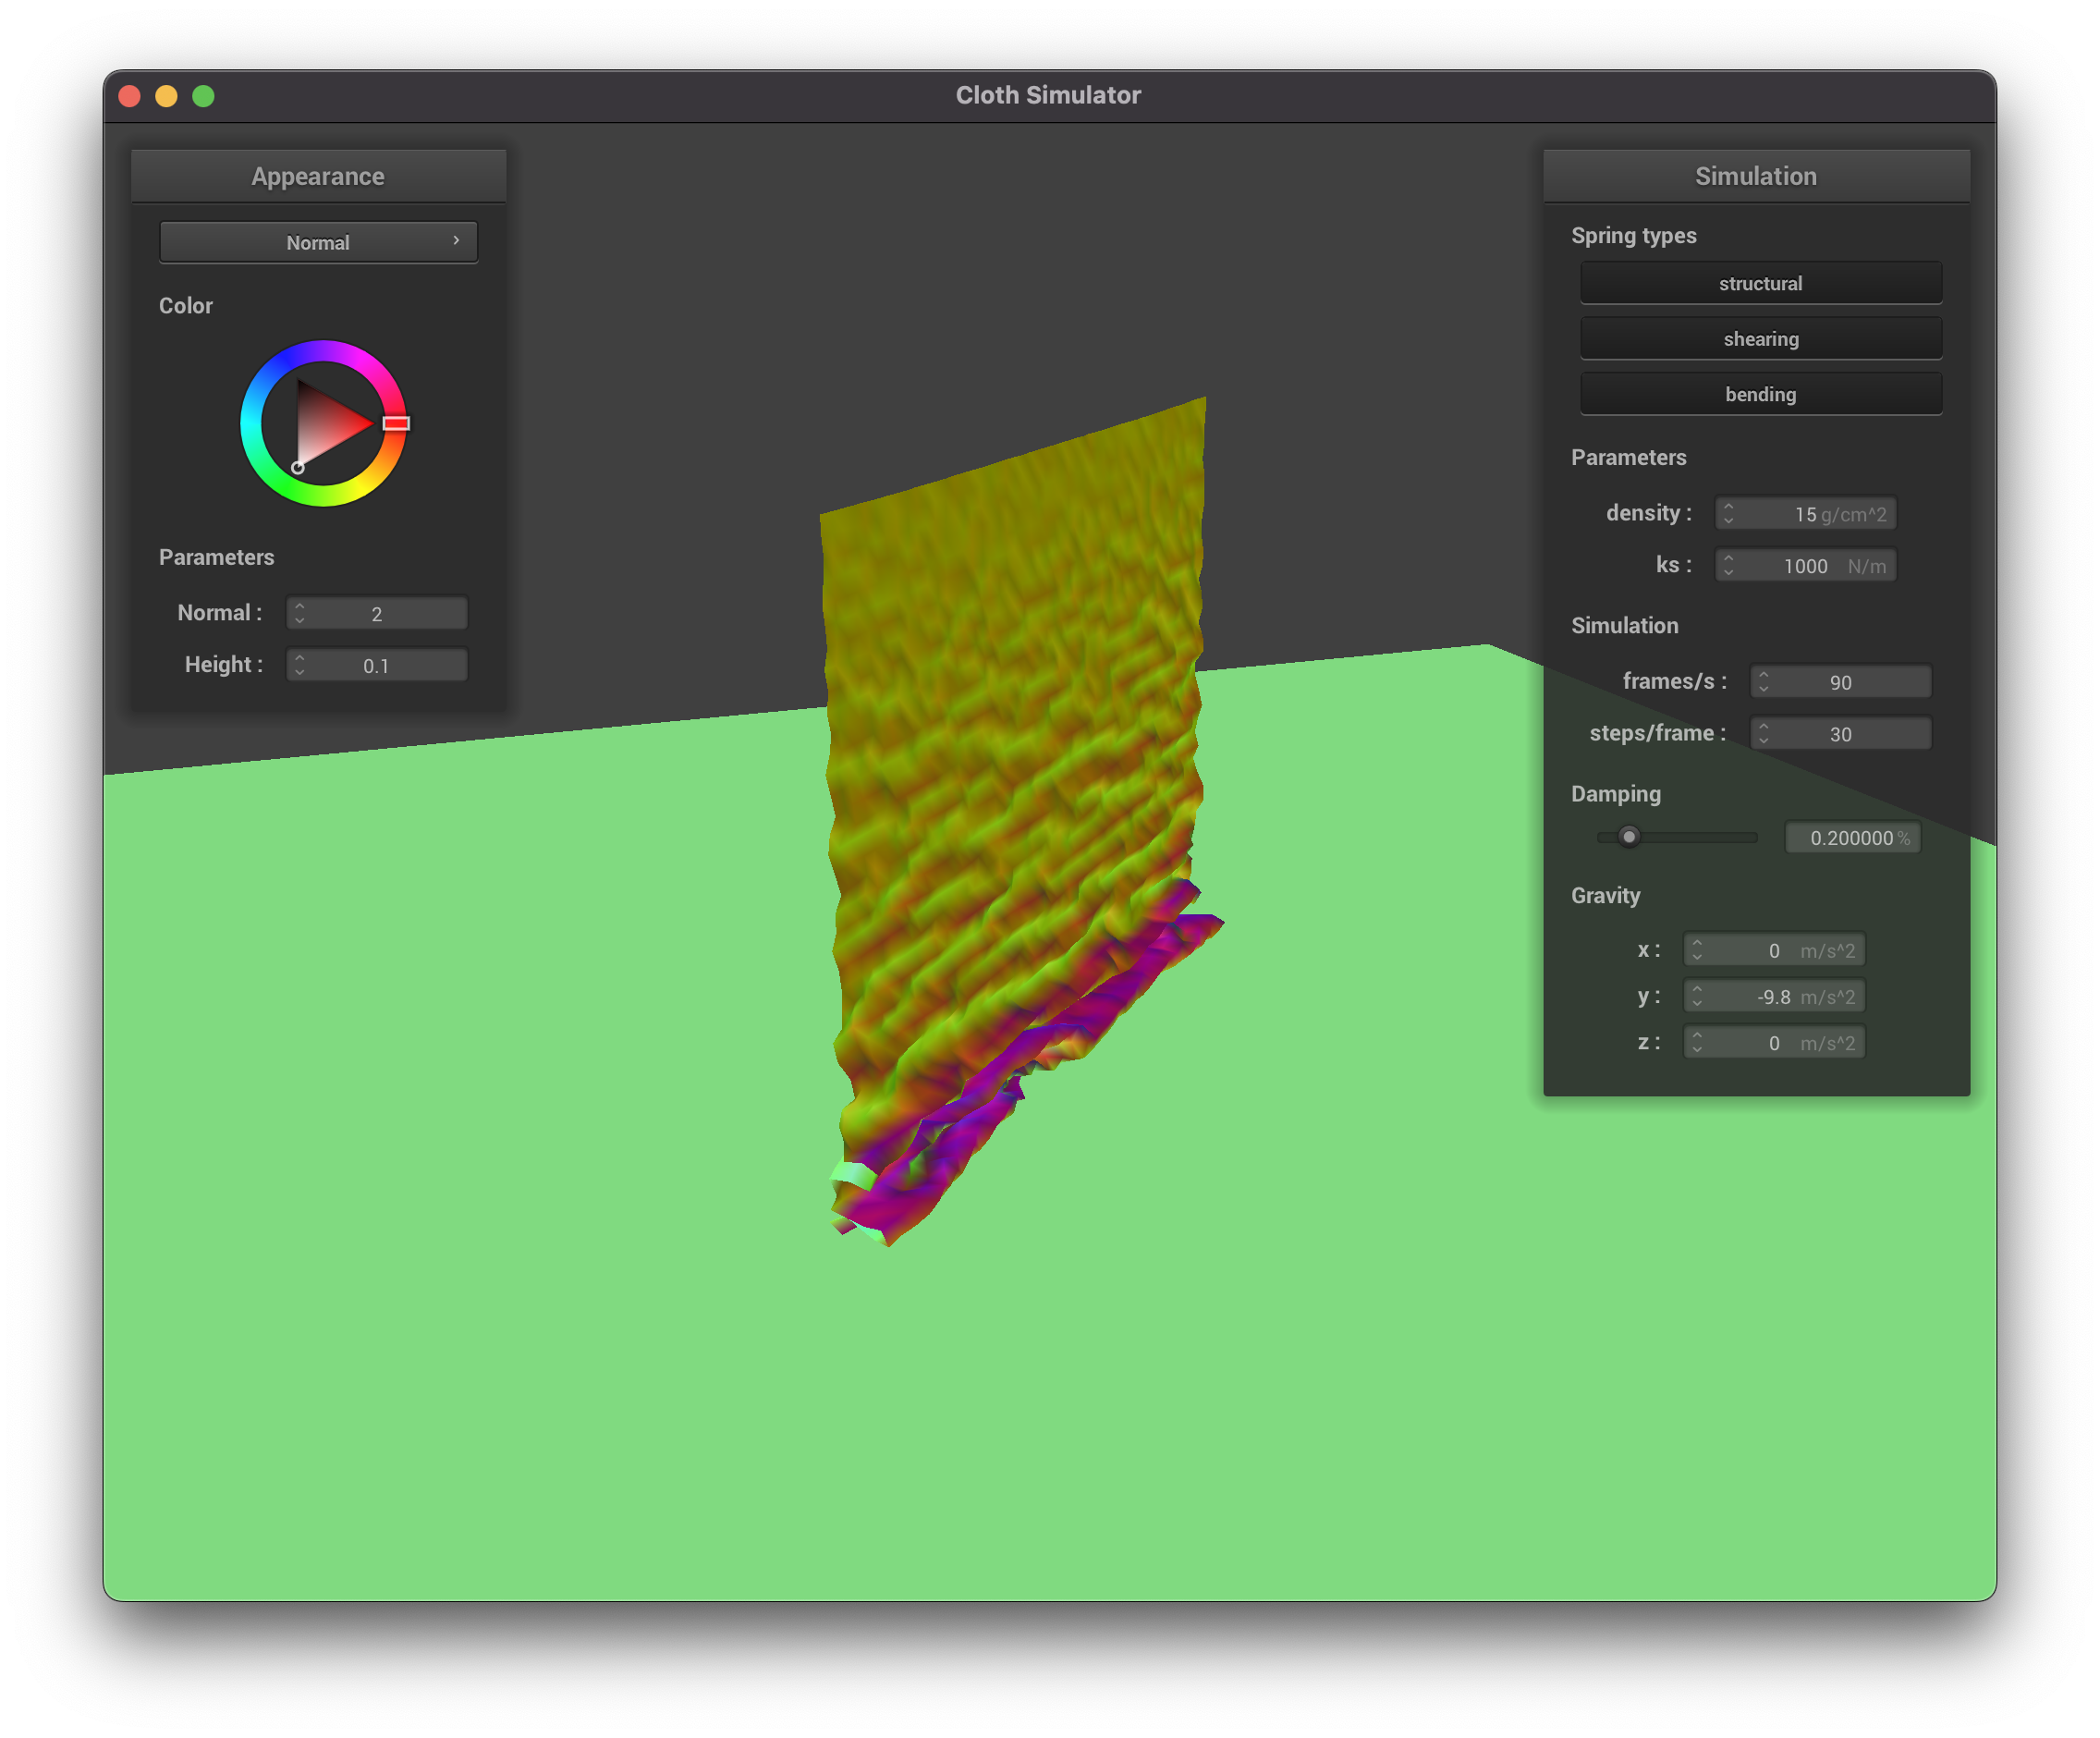 Cloth Simulator
Appearance
Normal
Color
Parameters
Normal : 2
Height : 0.1
Simulation
Spring types
structural
shearing
bending
Parameters
density : 15 g/cm^2
ks : 1000 N/m
Simulation
frames/s : 90
steps/frame : 30
Damping
0.200000 %
Gravity
x : 0 m/s^2
y : -9.8 m/s^2
z : 0 m/s^2